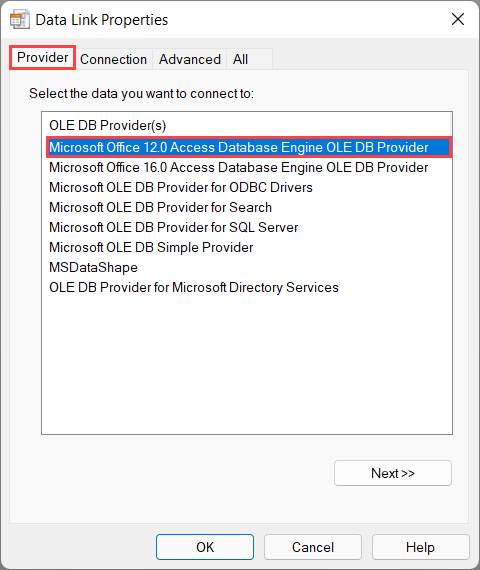 Data Link Properties
Provider Connection Advanced All
Select the data you want to connect to:
OLE DB Provider(s)
Microsoft Office 12.0 Access Database Engine OLE DB Provider
Microsoft Office 16.0 Access Database Engine OLE DB Provider
Microsoft OLE DB Provider for ODBC Drivers
Microsoft OLE DB Provider for Search
Microsoft OLE DB Provider for SQL Server
Microsoft OLE DB Simple Provider
MSDataShape
OLE DB Provider for Microsoft Directory Services
Next >>
OK Cancel Help